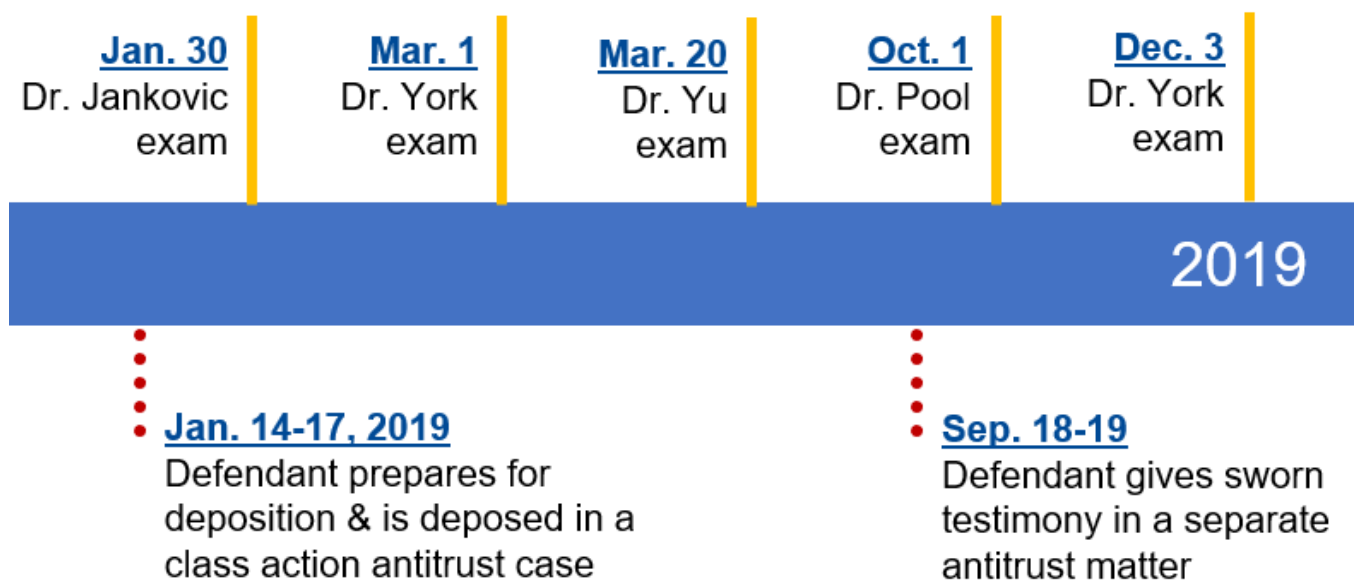 Jan. 30
Dr. Jankovic
exam
Mar. 1
Dr. York
exam
Mar. 20
Dr. Yu
exam
Oct. 1
Dr. Pool
exam
Dec. 3
Dr. York
exam
2019
Jan. 14-17, 2019
Defendant prepares for
deposition & is deposed in a
class action antitrust case
Sep. 18-19
Defendant gives sworn
testimony in a separate
antitrust matter